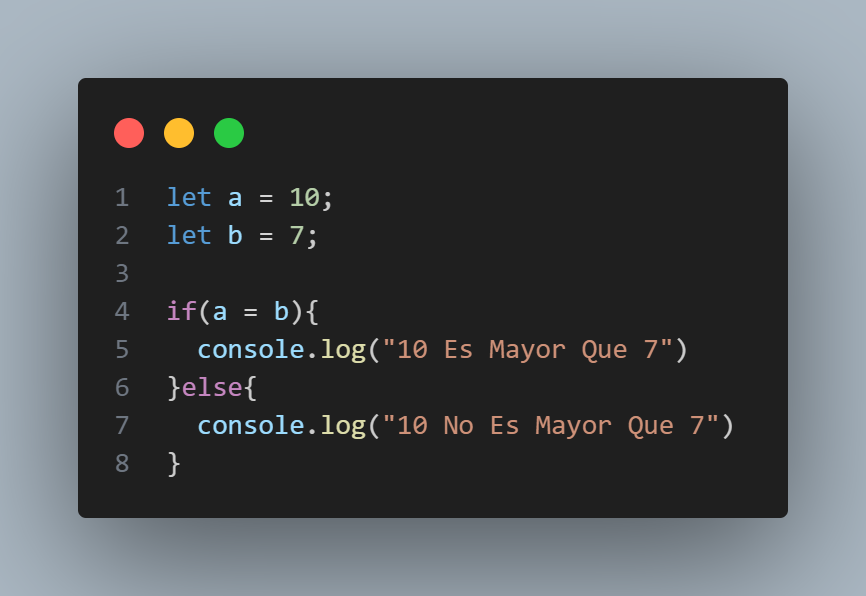 1 let a = 10;
2 let b = 7;
3
4 if(a = b){
5   console.log("10 Es Mayor Que 7")
6 }else{
7   console.log("10 No Es Mayor Que 7")
8 }